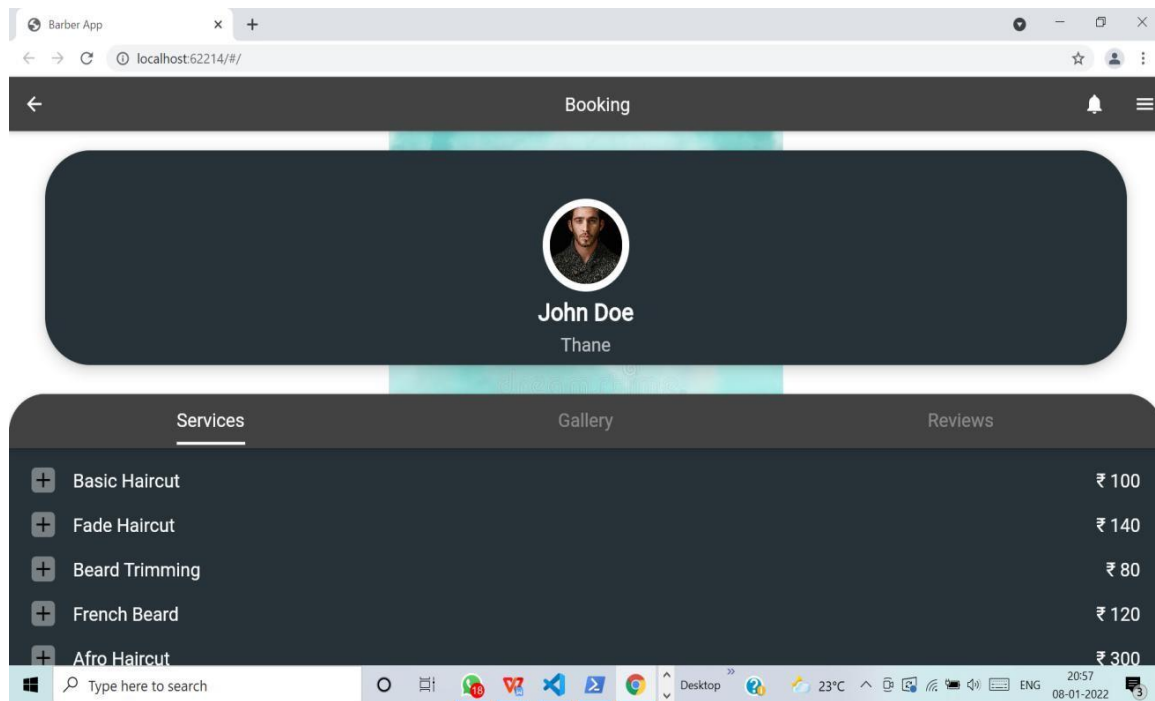 Barber App
localhost:62214/#/
Booking
John Doe
Thane
Services Gallery Reviews
Basic Haircut ₹ 100
Fade Haircut ₹ 140
Beard Trimming ₹ 80
French Beard ₹ 120
Afro Haircut ₹ 300
Type here to search 18 Desktop 23°C ENG 20:57
08-01-2022 3